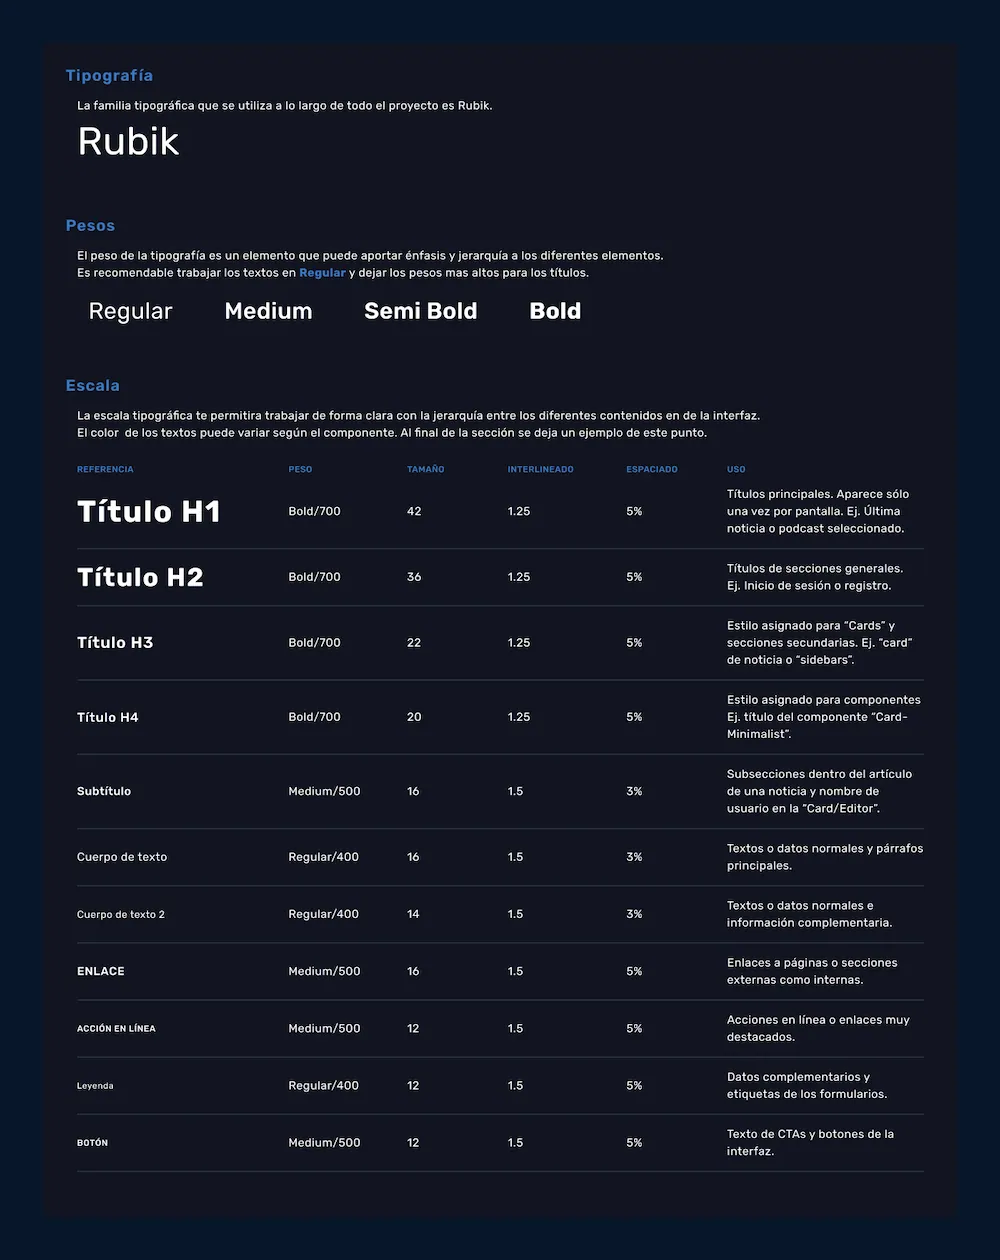 Tipografía
La familia tipográfica que se utiliza a lo largo de todo el proyecto es Rubik.
Rubik
Pesos
El peso de la tipografía es un elemento que puede aportar énfasis y jerarquía a los diferentes elementos.
Es recomendable trabajar los textos en Regular y dejar los pesos mas altos para los títulos.
Regular Medium Semi Bold Bold
Escala
La escala tipográfica te permitira trabajar de forma clara con la jerarquía entre los diferentes contenidos en de la interfaz.
El color  de los textos puede variar según el componente. Al final de la sección se deja un ejemplo de este punto.
REFERENCIA PESO TAMAÑO INTERLINEADO ESPACIADO USO
Título H1 Bold/700 42 1.25 5% Títulos principales. Aparece sólo
una vez por pantalla. Ej. Última
noticia o podcast seleccionado.
Título H2 Bold/700 36 1.25 5% Títulos de secciones generales.
Ej. Inicio de sesión o registro.
Título H3 Bold/700 22 1.25 5% Estilo asignado para “Cards” y
secciones secundarias. Ej. “card”
de noticia o “sidebars”.
Título H4 Bold/700 20 1.25 5% Estilo asignado para componentes
Ej. título del componente “Card-
Minimalist”.
Subtítulo Medium/500 16 1.5 3% Subsecciones dentro del artículo
de una noticia y nombre de
usuario en la “Card/Editor”.
Cuerpo de texto Regular/400 16 1.5 3% Textos o datos normales y párrafos
principales.
Cuerpo de texto 2 Regular/400 14 1.5 3% Textos o datos normales e
información complementaria.
ENLACE Medium/500 16 1.5 5% Enlaces a páginas o secciones
externas como internas.
ACCIÓN EN LÍNEA Medium/500 12 1.5 5% Acciones en línea o enlaces muy
destacados.
Leyenda Regular/400 12 1.5 5% Datos complementarios y
etiquetas de los formularios.
BOTÓN Medium/500 12 1.5 5% Texto de CTAs y botones de la
interfaz.